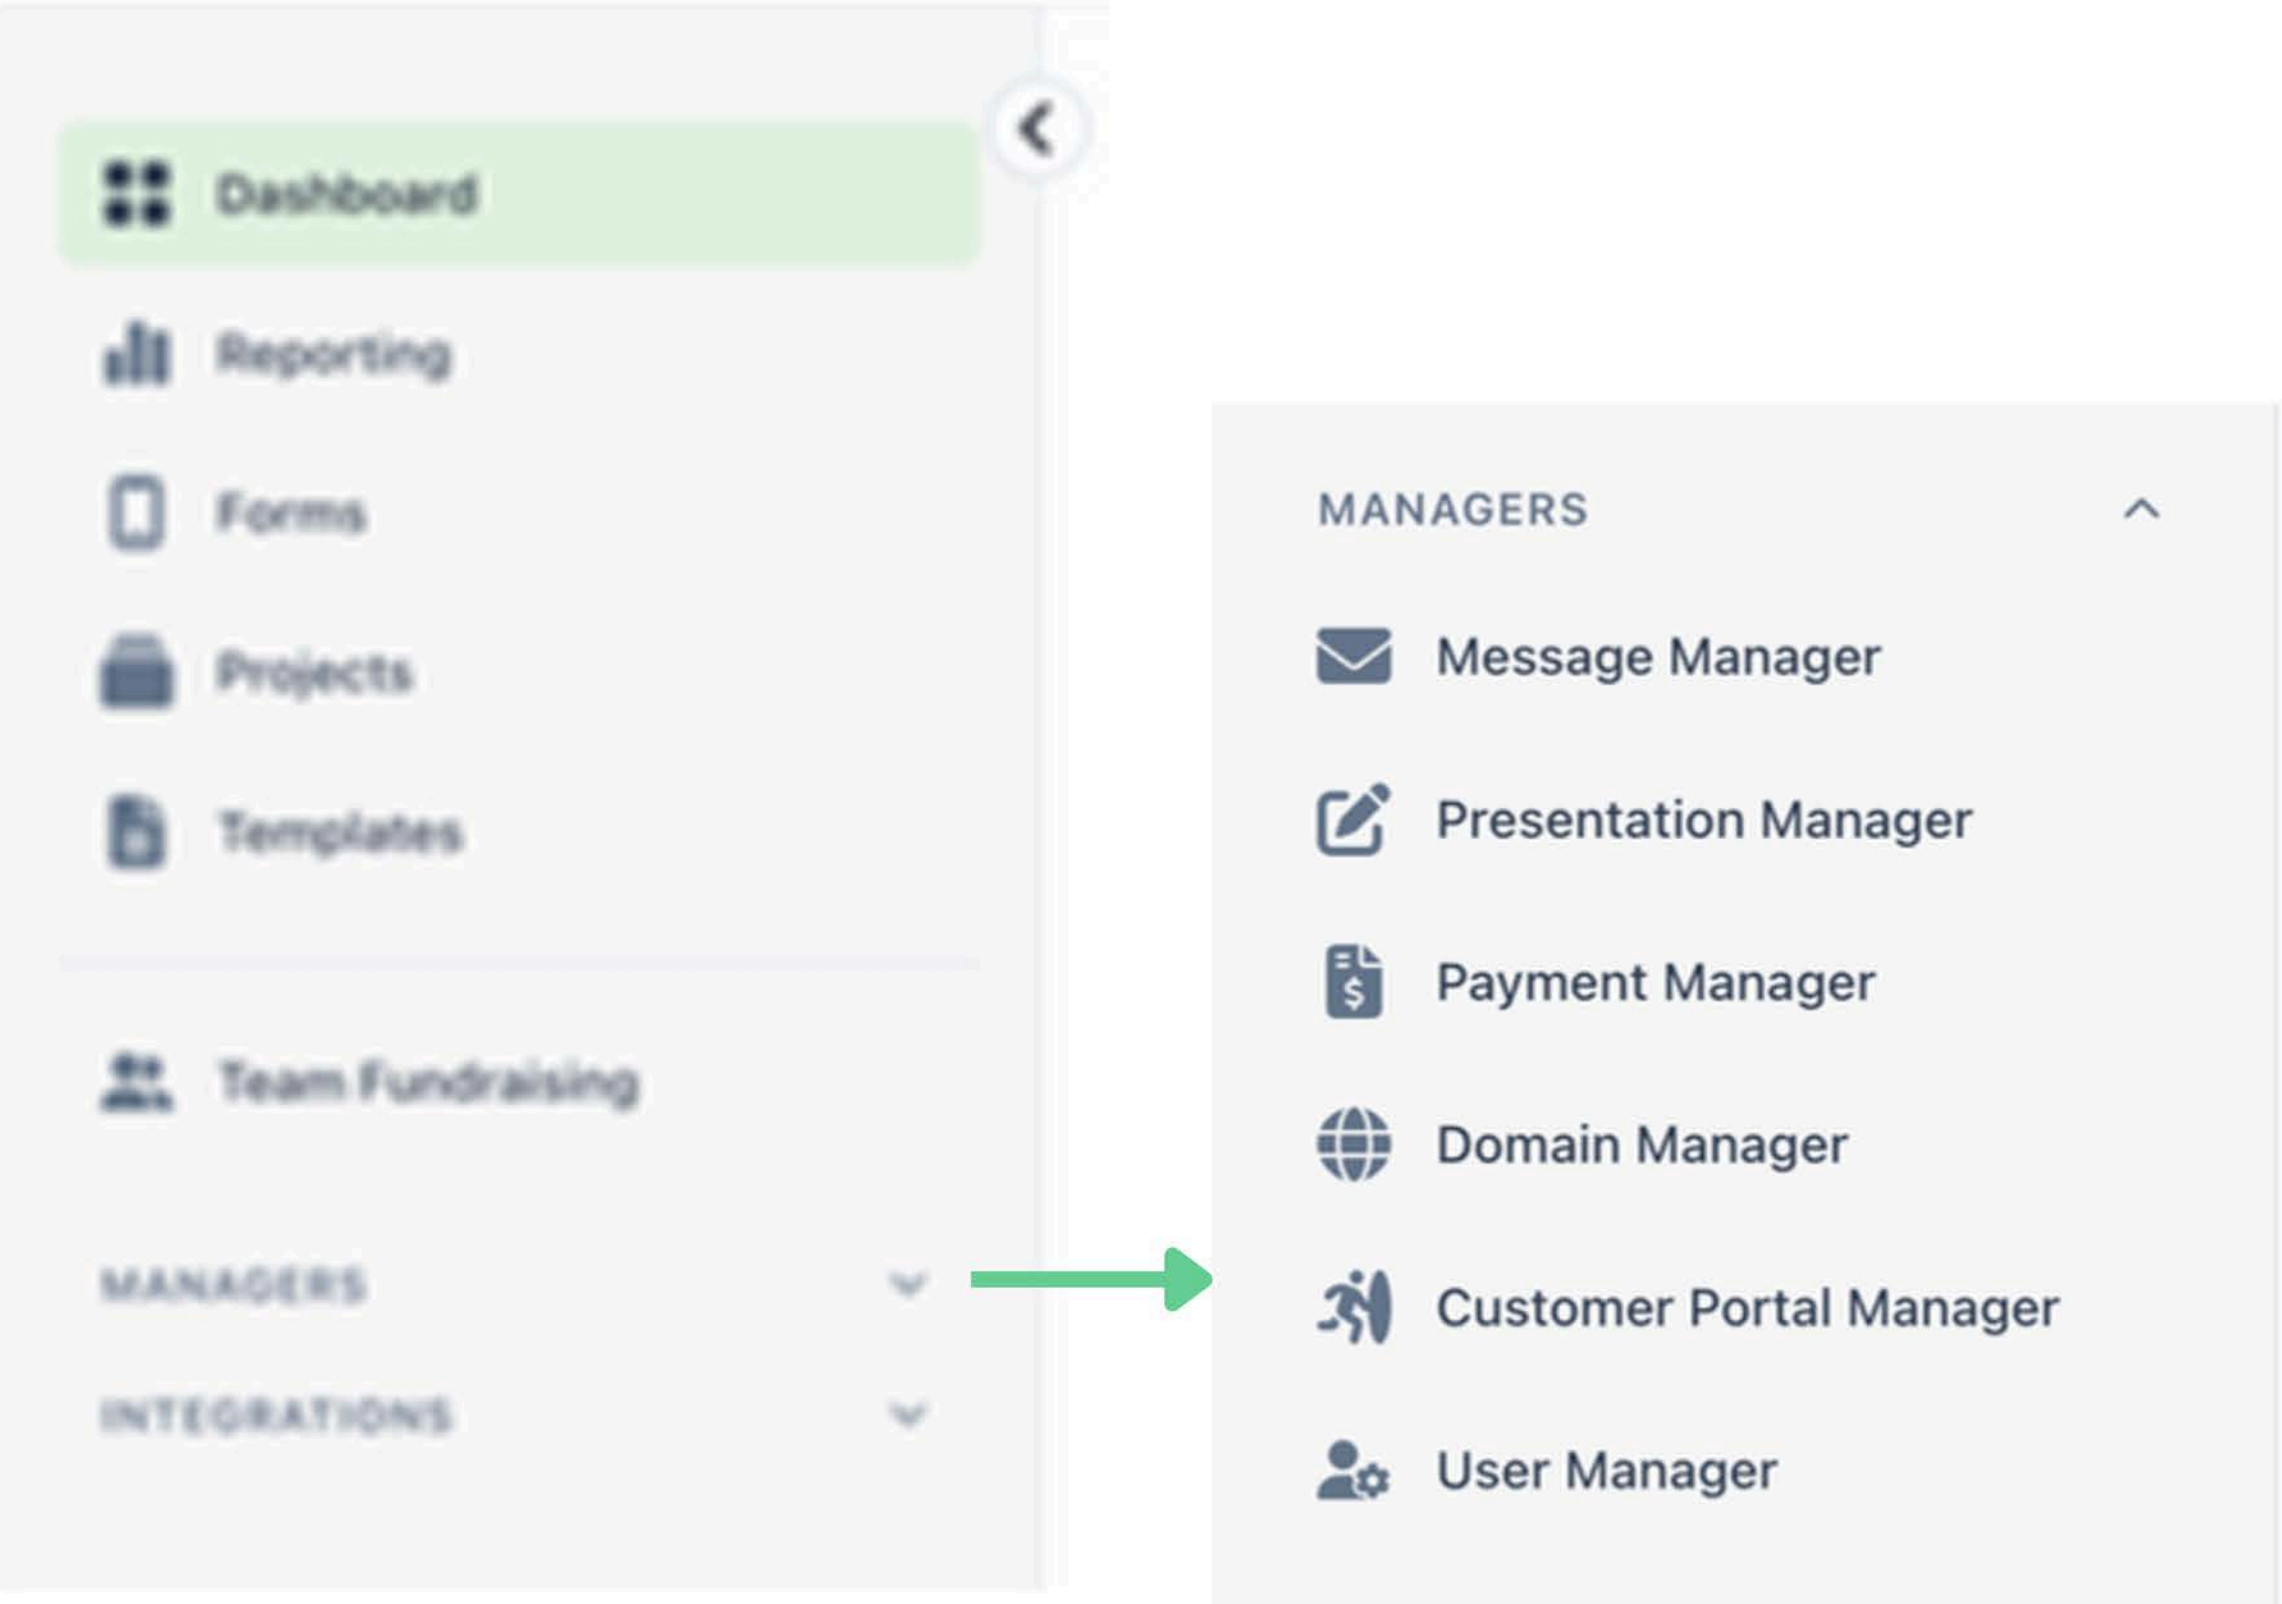 Dashboard
Reporting
Forms
Projects
Templates
Team Fundraising
MANAGERS
INTEGRATIONS
MANAGERS
Message Manager
Presentation Manager
Payment Manager
Domain Manager
Customer Portal Manager
User Manager